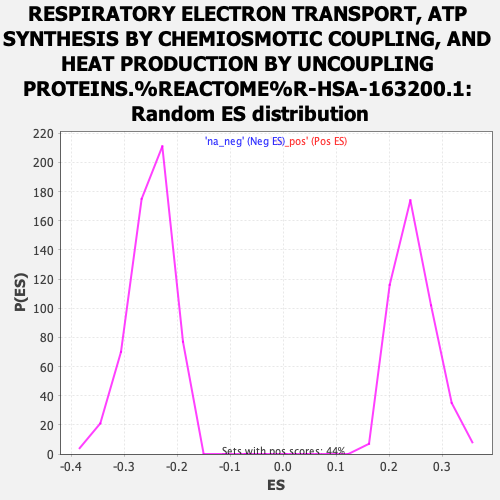 RESPIRATORY ELECTRON TRANSPORT, ATP
SYNTHESIS BY CHEMIOSMOTIC COUPLING, AND
HEAT PRODUCTION BY UNCOUPLING
PROTEINS.%REACTOME%R-HSA-163200.1:
Random ES distribution
220
'na_neg' (Neg ES)_pos' (Pos ES)
200
180
160
140
120
P(ES)
100
80
60
40
20
Sets with pos scores: 44%
0
-0.4 -0.3 -0.2 -0.1 0.0 0.1 0.2 0.3
ES